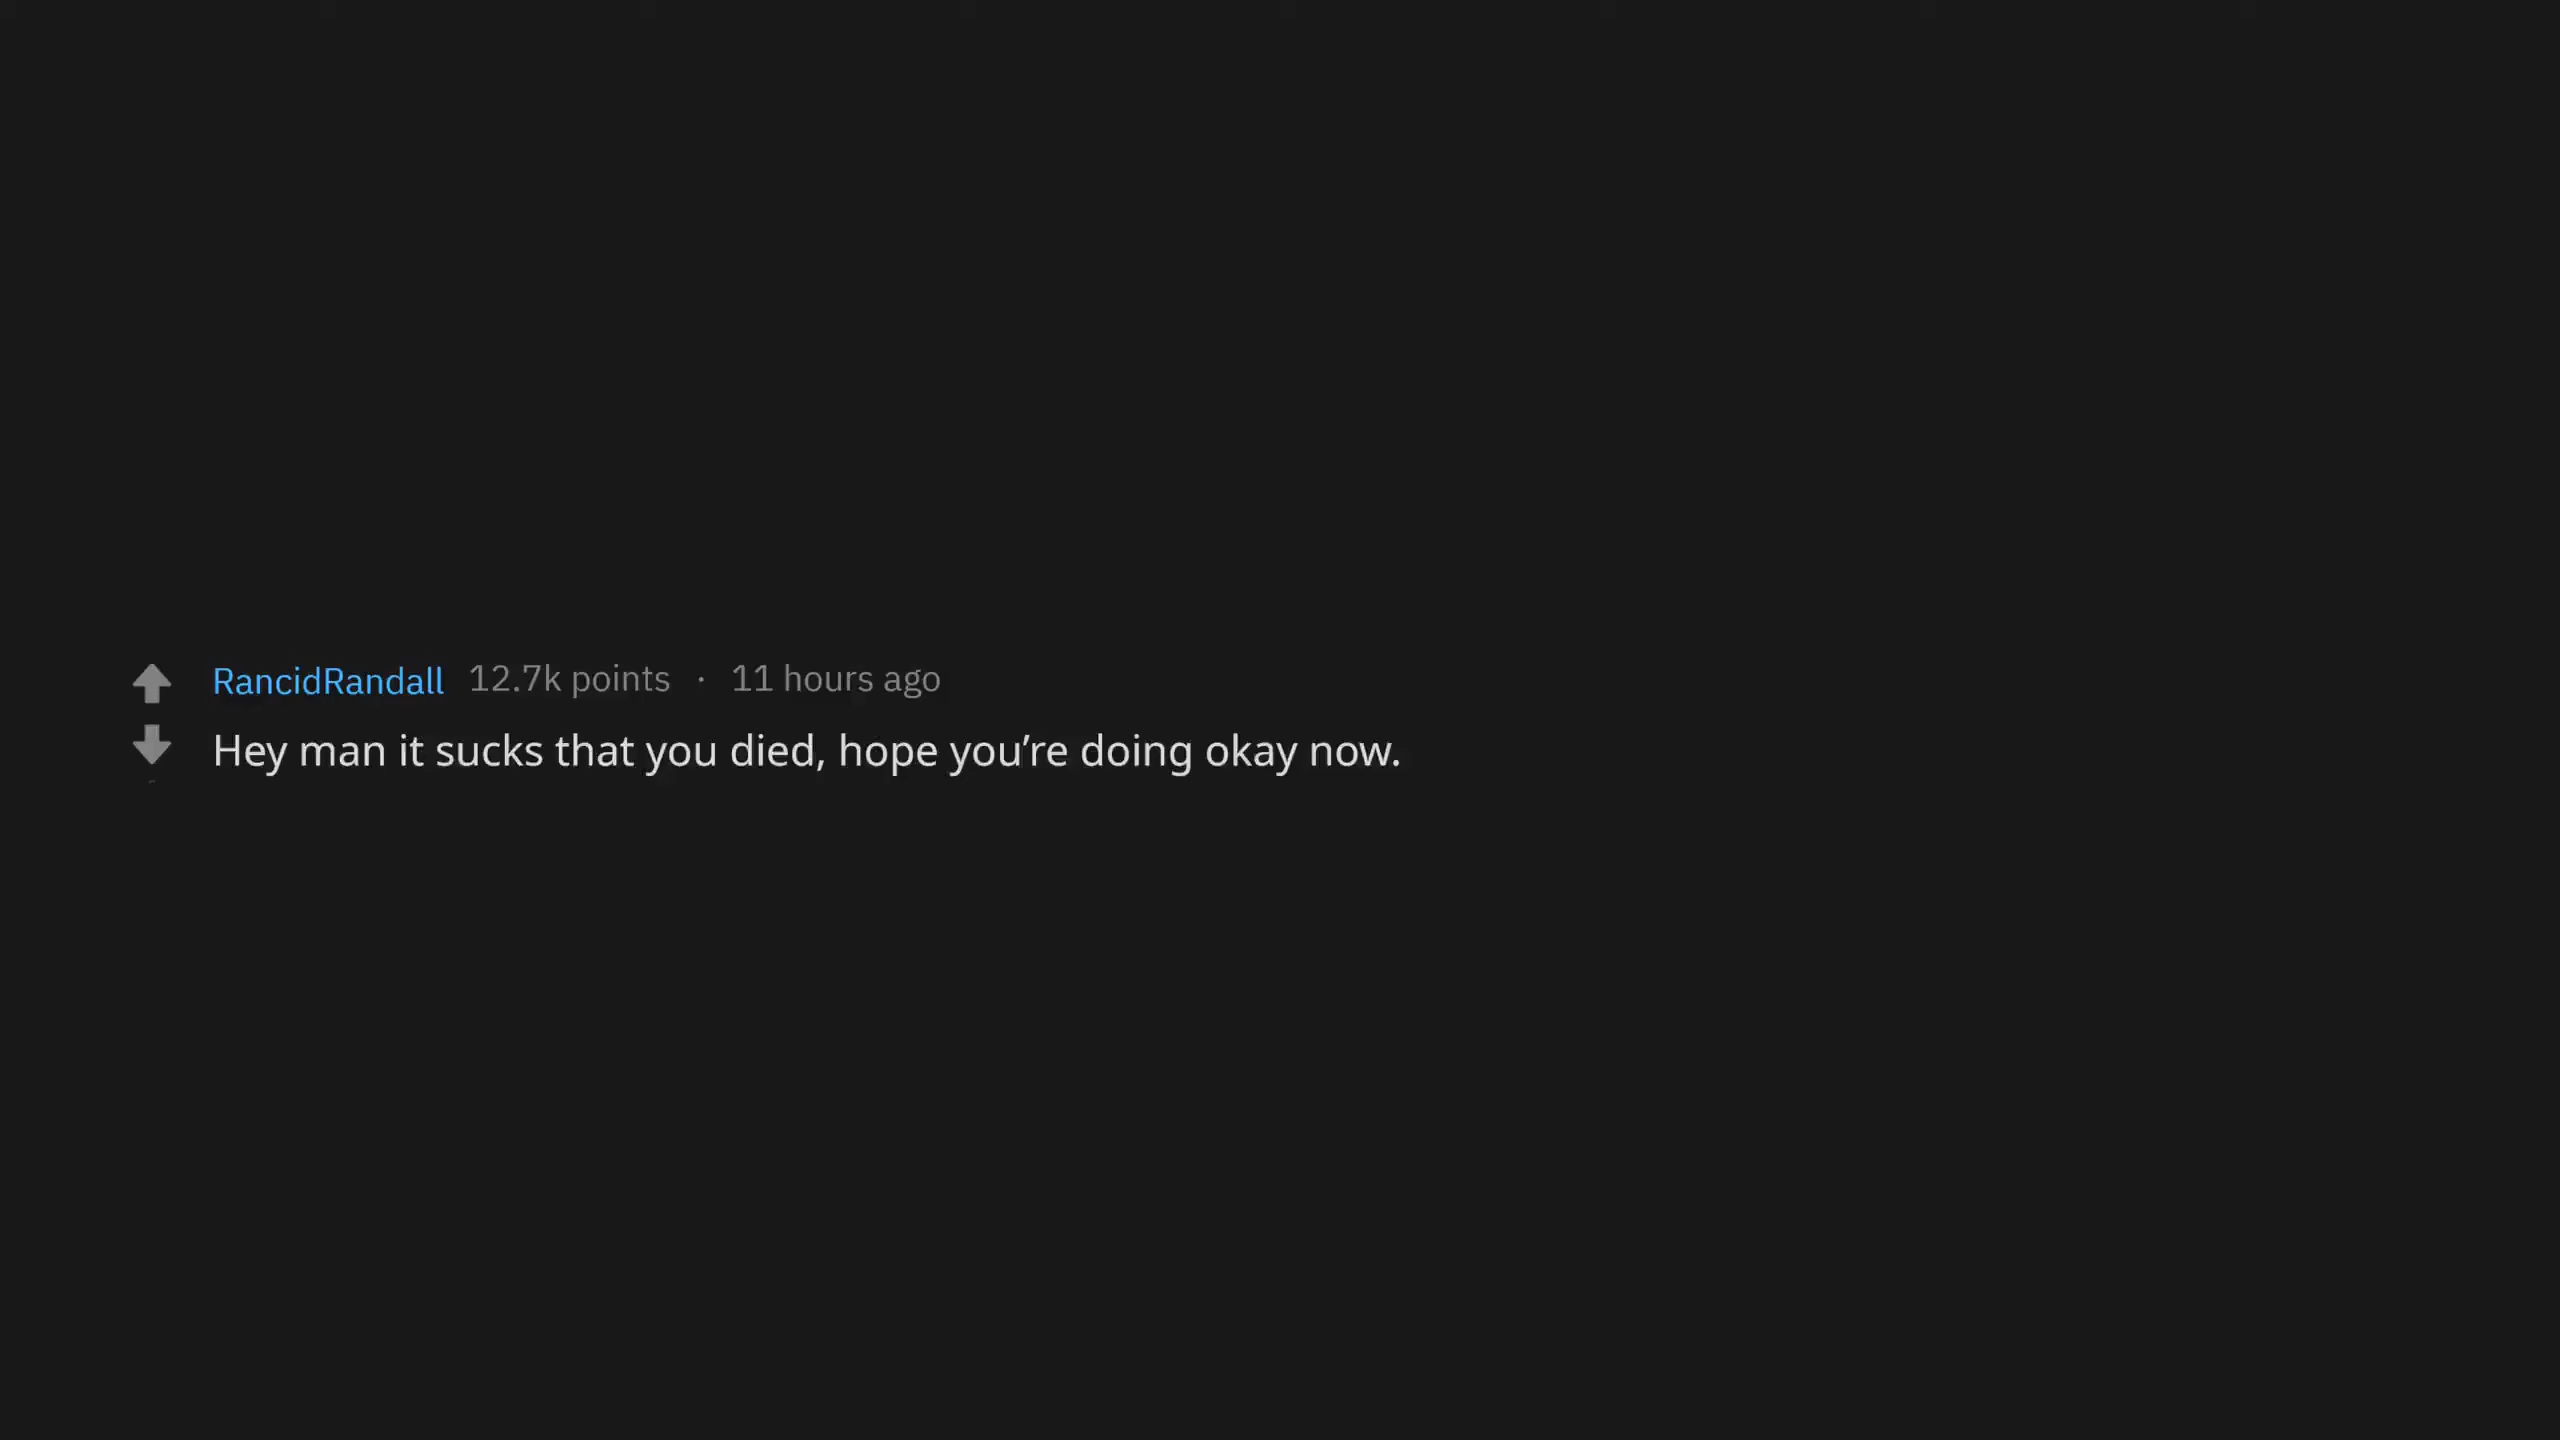 RancidRandall 12.7k points · 11 hours ago
Hey man it sucks that you died, hope you’re doing okay now.